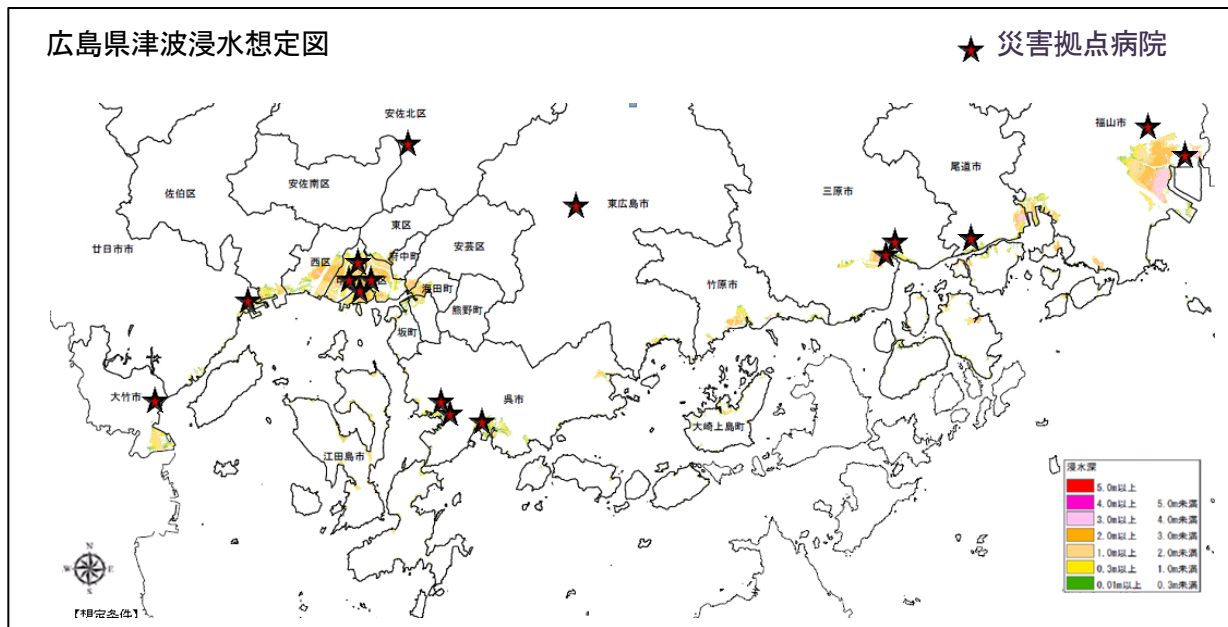 広島県津波浸水想定図
災害拠点病院
安佐北区
福山市
佐伯区
安佐南区
尾道市
三原市
東広島市
東区
廿日市市
西区
府中町
安芸区
海田町
竹原市
熊野町
坂町
大竹市
呉市
大崎上島町
江田島市
浸水深
5.0m以上
4.0m以上 5.0m未満
3.0m以上 4.0m未満
2.0m以上 3.0m未満
1.0m以上 2.0m未満
0.3m以上 1.0m未満
0.01m以上 0.3m未満
N
W E
S
【想定条件】